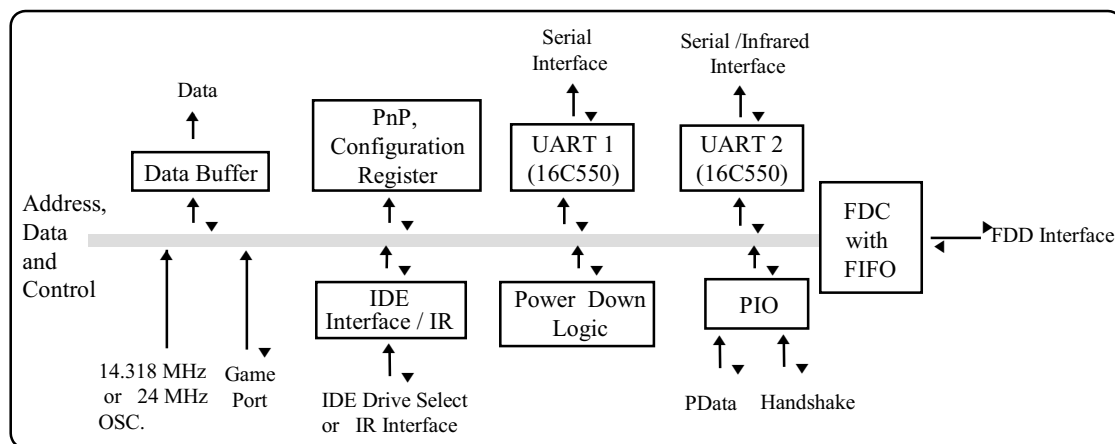 Serial
Interface
Serial /Infrared
Interface
Data
PnP,
Configuration
Register
UART 1
(16C550)
UART 2
(16C550)
Data Buffer
Address,
Data
and
Control
FDC
with
FIFO
FDD Interface
IDE
Interface / IR
Power Down
Logic
PIO
14.318 MHz
or 24 MHz
OSC.
Game
Port
IDE Drive Select
or IR Interface
PData
Handshake